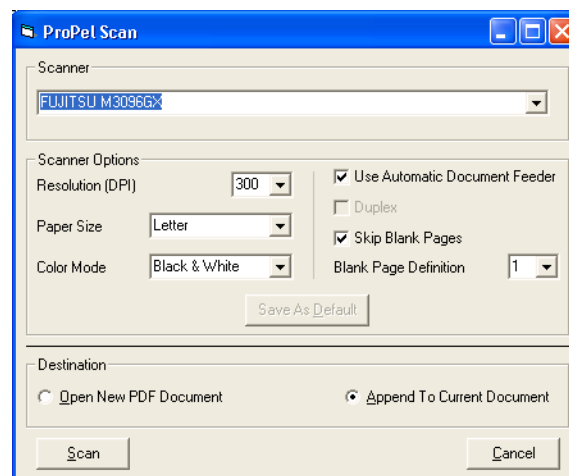 ProPel Scan
Scanner
FUJITSU M3096GX
Scanner Options
Resolution (DPI) 300
Use Automatic Document Feeder
Duplex
Paper Size Letter
Skip Blank Pages
Color Mode Black & White
Blank Page Definition 1
Save As Default
Destination
Open New PDF Document
Append To Current Document
Scan
Cancel